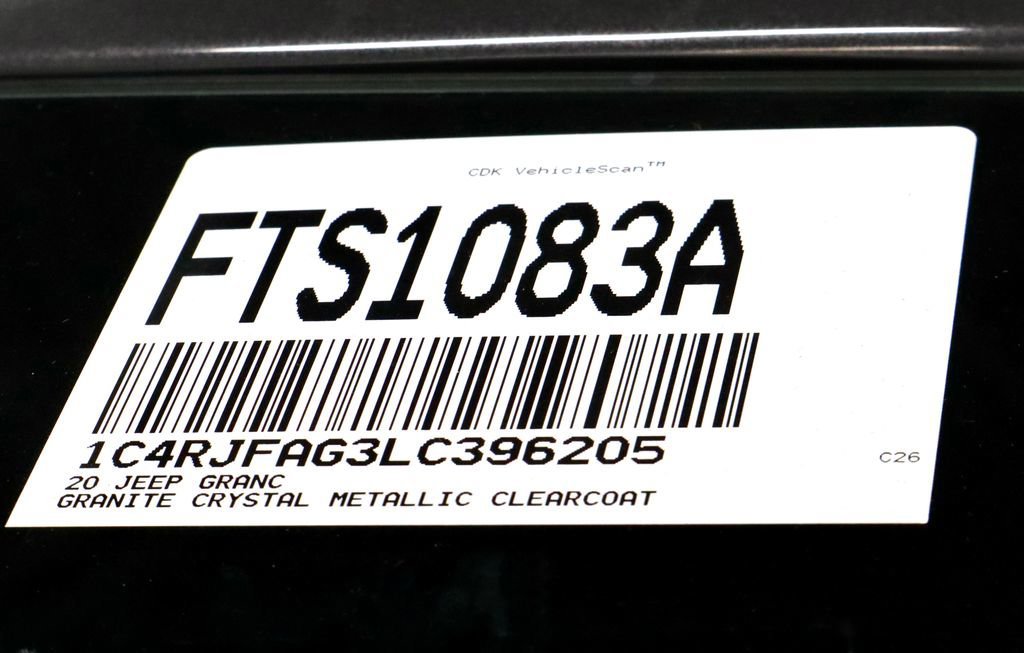 CDK VehicleScan™
FTS1083A
1C4RJFAG3LC396205
C26
20 JEEP GRANC
GRANITE CRYSTAL METALLIC CLEARCOAT